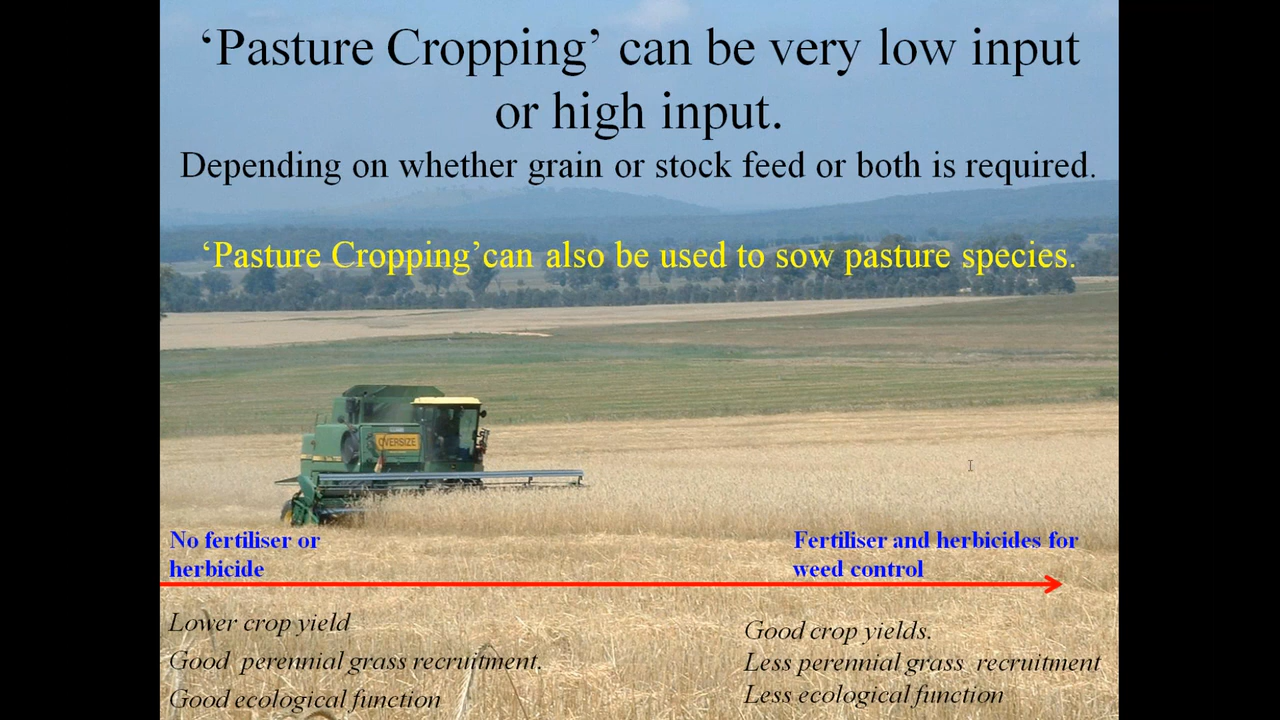 ‘Pasture Cropping’ can be very low input
or high input.
Depending on whether grain or stock feed or both is required.
‘Pasture Cropping’can also be used to sow pasture species.
OVERSIZE
No fertiliser or
herbicide
Fertiliser and herbicides for
weed control
Lower crop yield
Good  perennial grass recruitment.
Good ecological function
Good crop yields.
Less perennial grass  recruitment
Less ecological function